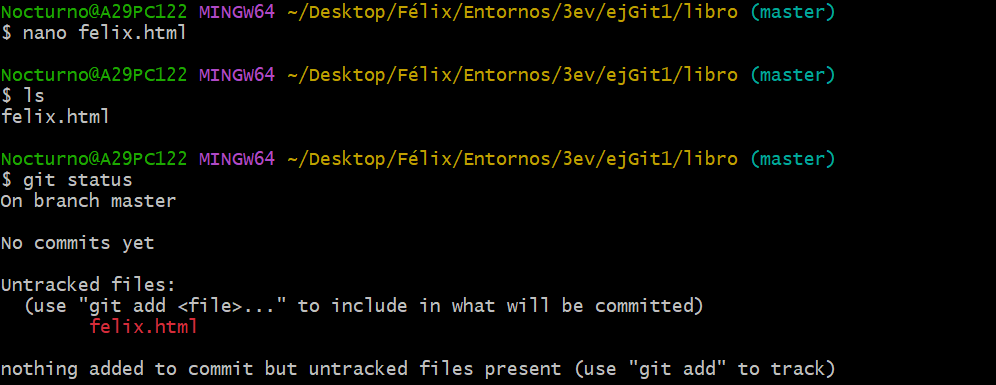 Nocturno@A29PC122 MINGW64 ~/Desktop/Félix/Entornos/3ev/ejGit1/libro (master)
$ nano felix.html
Nocturno@A29PC122 MINGW64 ~/Desktop/Félix/Entornos/3ev/ejGit1/libro (master)
$ ls
felix.html
Nocturno@A29PC122 MINGW64 ~/Desktop/Félix/Entornos/3ev/ejGit1/libro (master)
$ git status
On branch master
No commits yet
Untracked files:
(use "git add <file>..." to include in what will be committed)
felix.html
nothing added to commit but untracked files present (use "git add" to track)